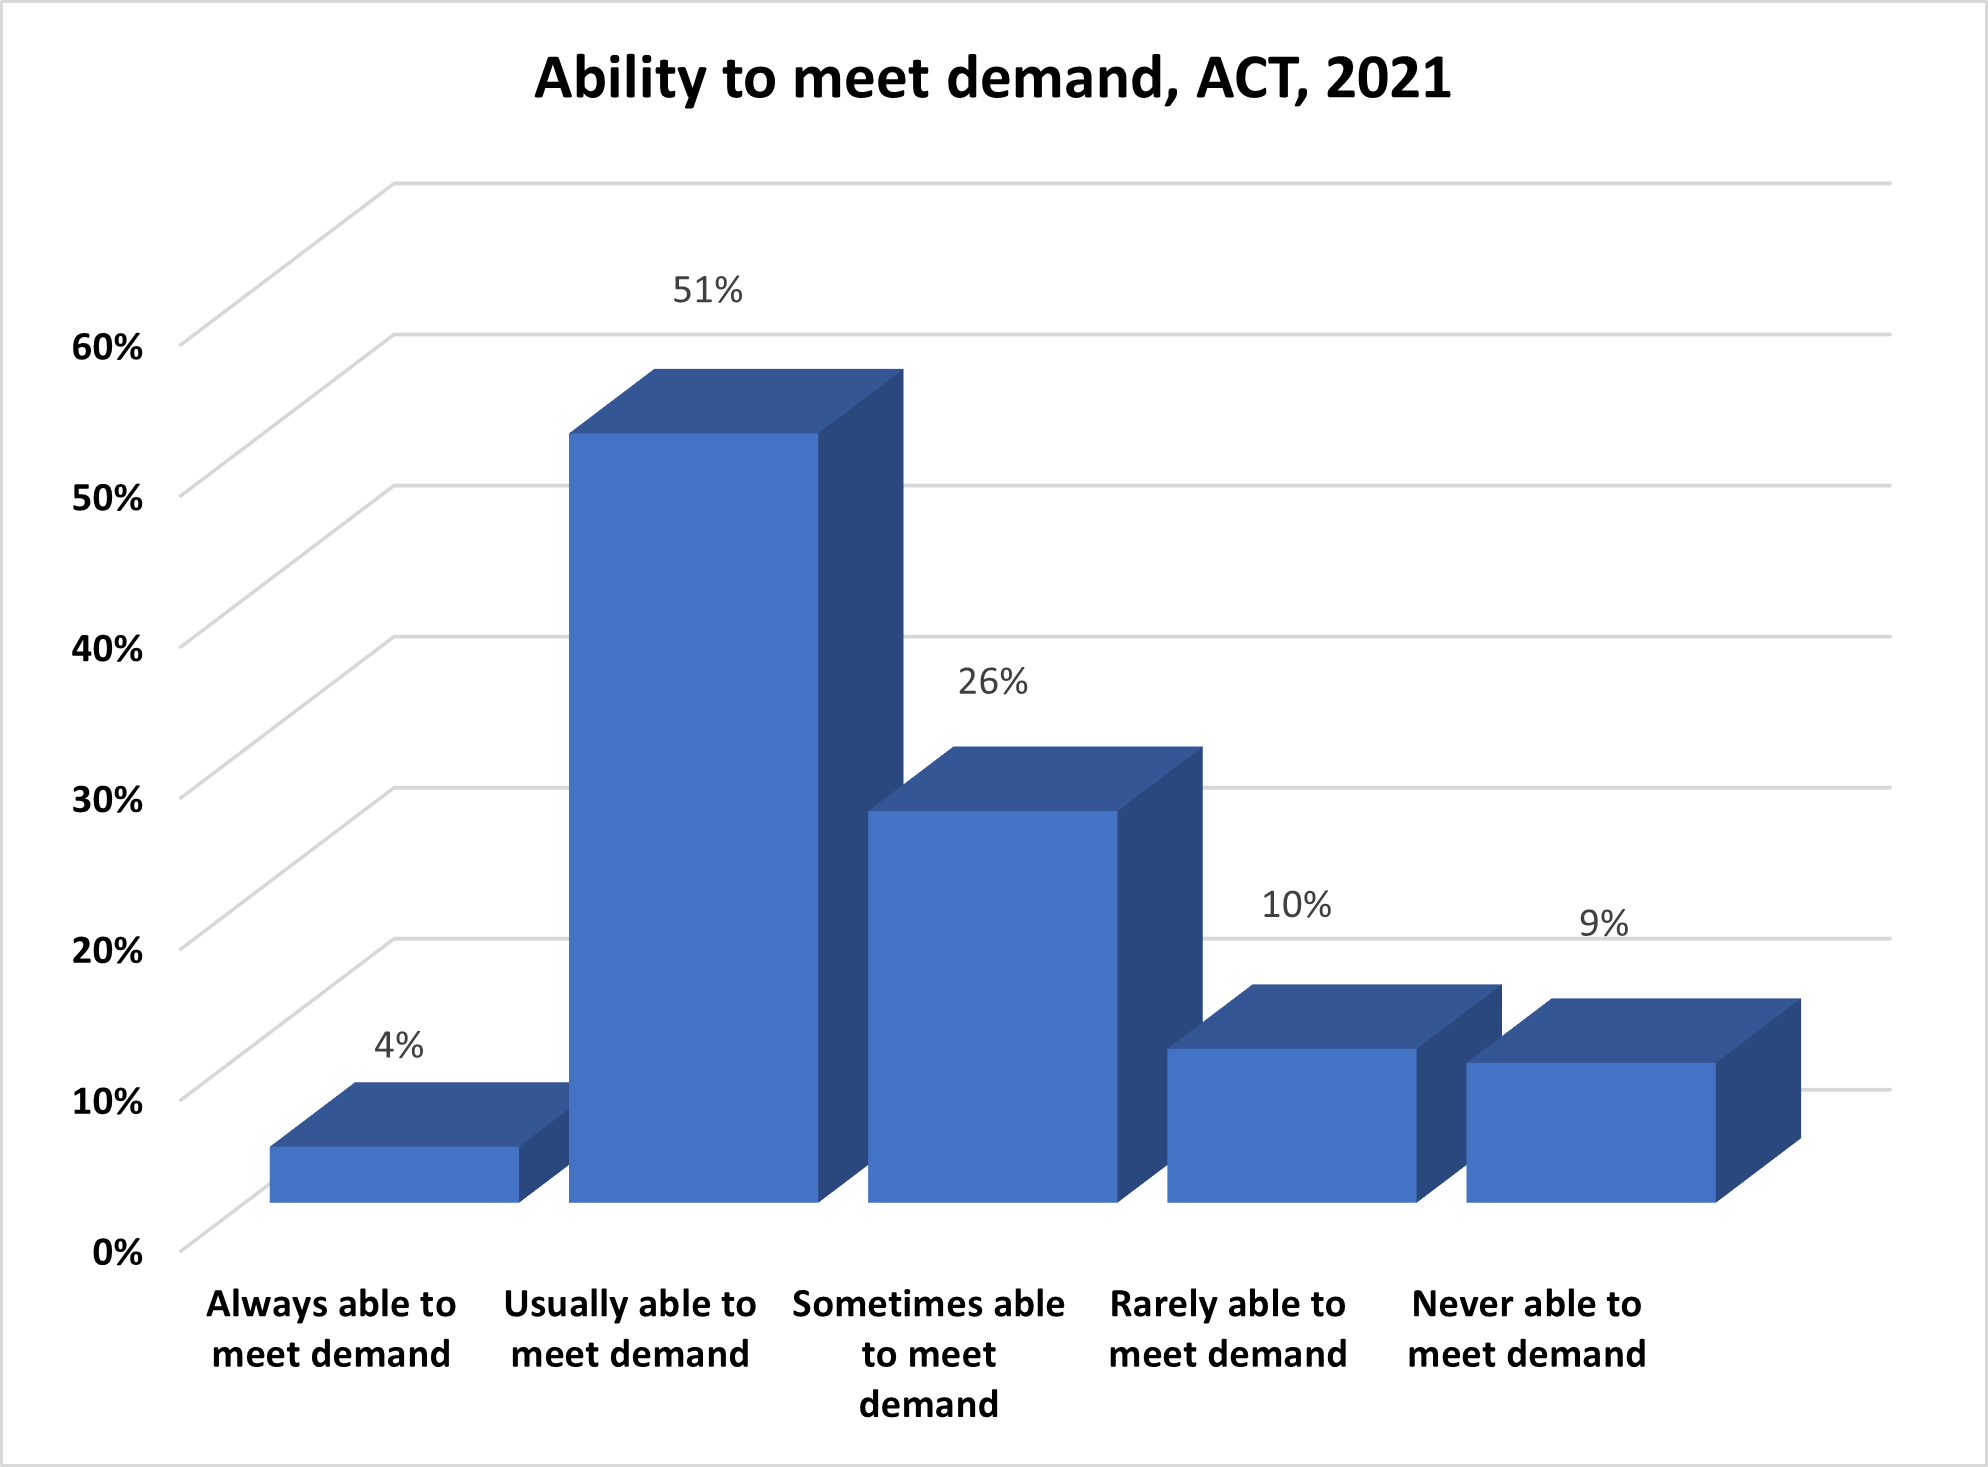 Ability to meet demand, ACT, 2021
60%
50%
40%
30%
20%
10%
0%
4%
51%
26%
10%
9%
Always able to
meet demand
Usually able to
meet demand
Sometimes able
to meet
demand
Rarely able to
meet demand
Never able to
meet demand